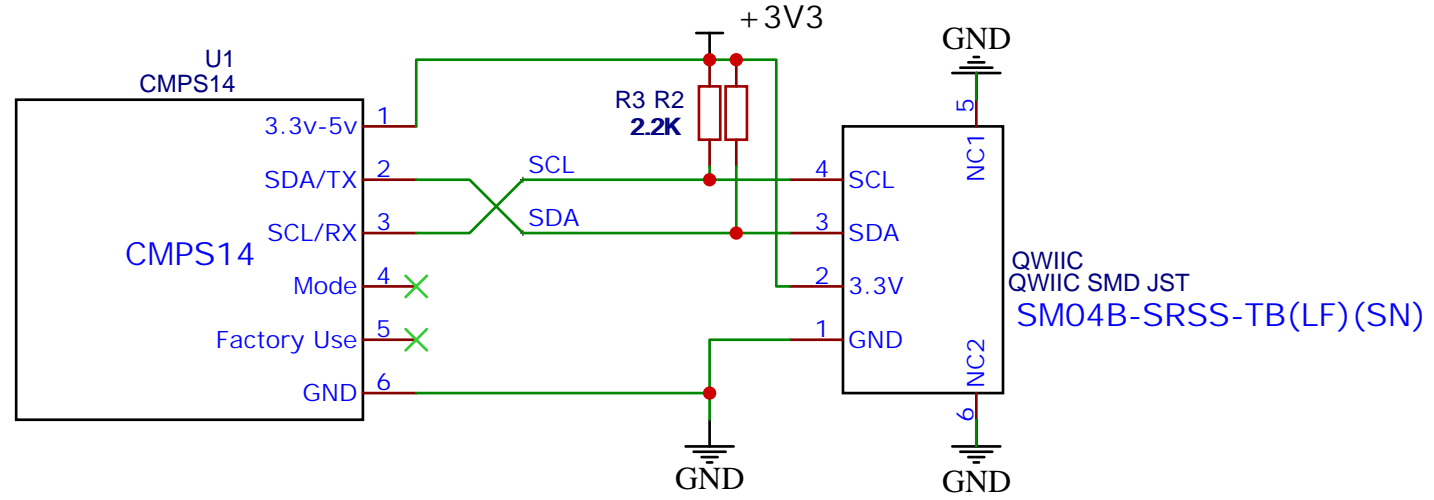 +3V3
GND
U1
CMPS14
R3 R2
2.2K
5
NC1
3.3v-5v 1
SDA/TX 2
SCL
4 SCL
SCL/RX 3
SDA
3 SDA
CMPS14
QWIIC
QWIIC SMD JST
SM04B-SRSS-TB(LF)(SN)
Mode 4
2 3.3V
Factory Use 5
1 GND
NC2
GND 6
6
GND
GND